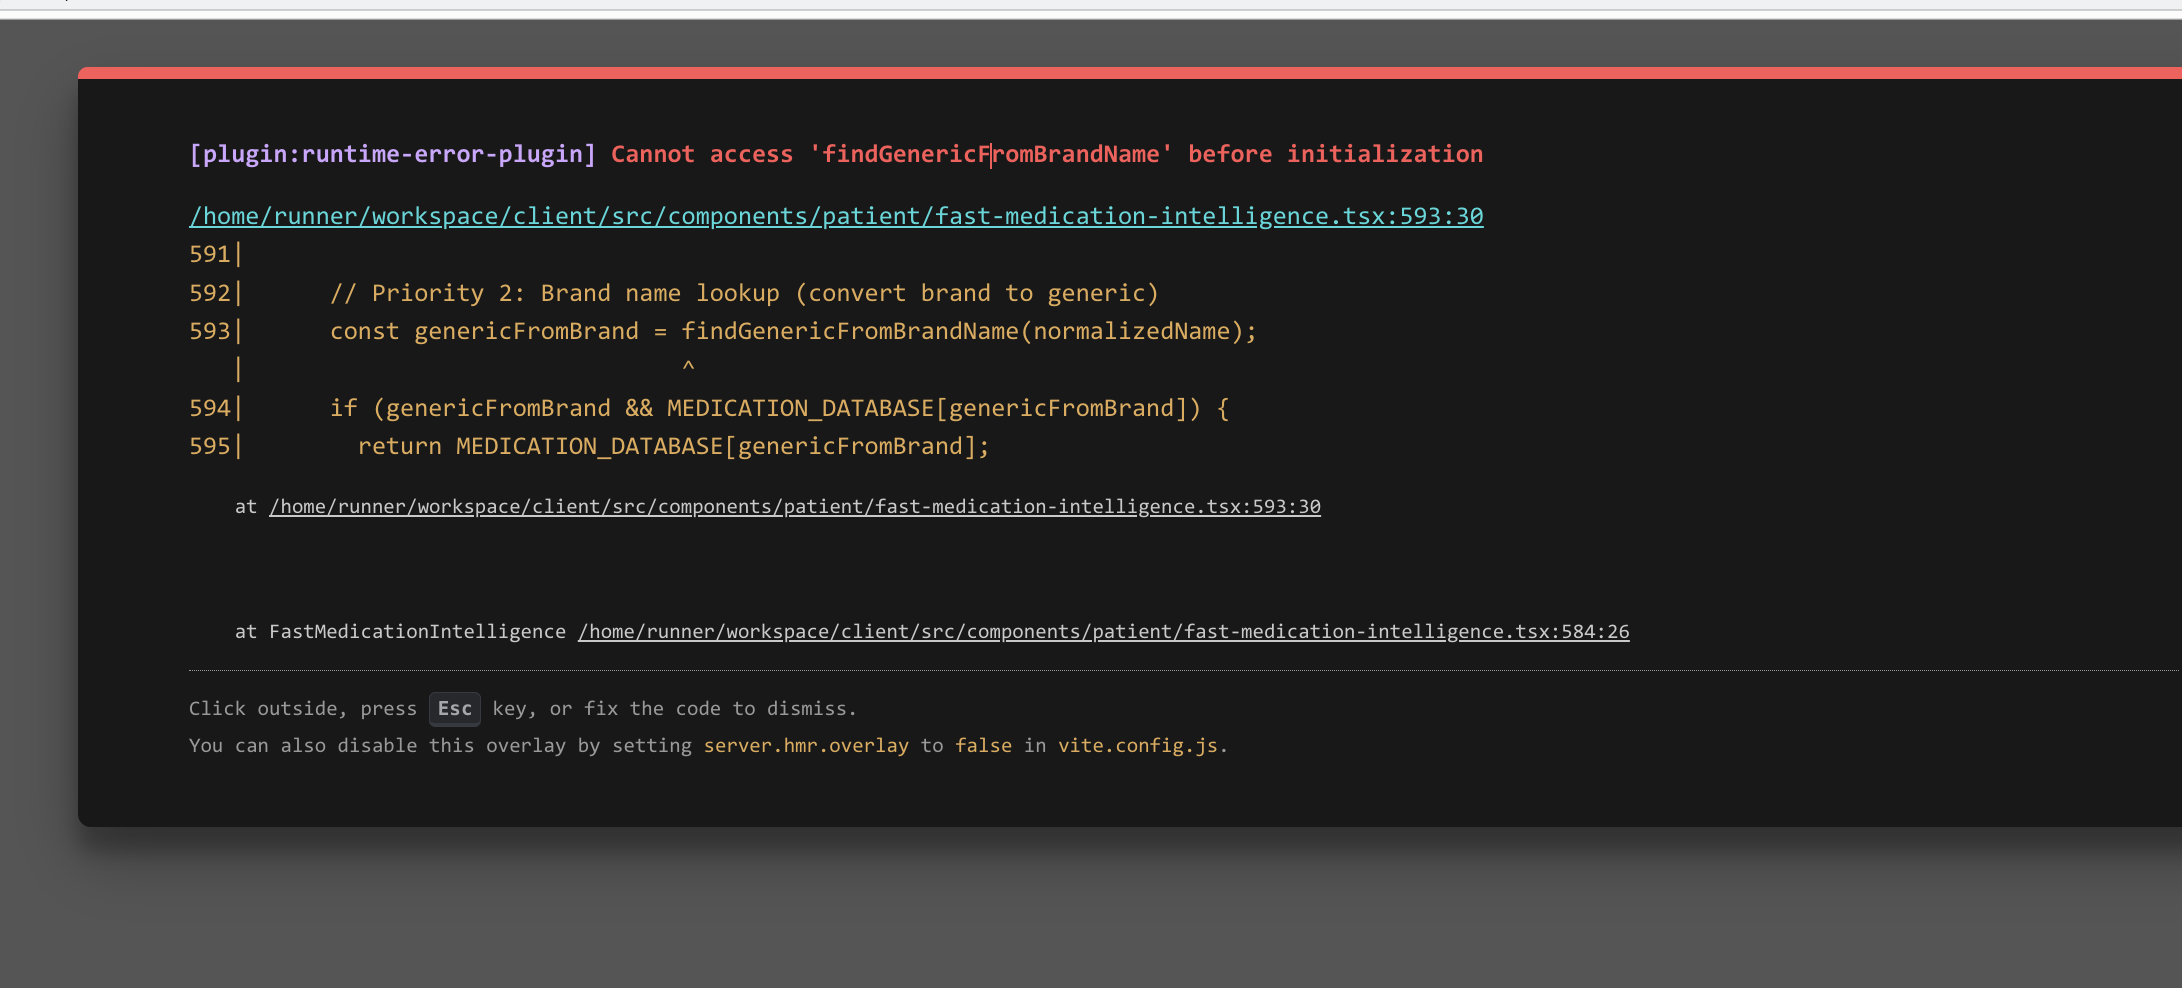 [plugin:runtime-error-plugin] Cannot access 'findGenericFromBrandName' before initialization
/home/runner/workspace/client/src/components/patient/fast-medication-intelligence.tsx:593:30
591|
592|      // Priority 2: Brand name lookup (convert brand to generic)
593|      const genericFromBrand = findGenericFromBrandName(normalizedName);
   |                               ^
594|      if (genericFromBrand && MEDICATION_DATABASE[genericFromBrand]) {
595|        return MEDICATION_DATABASE[genericFromBrand];
    at /home/runner/workspace/client/src/components/patient/fast-medication-intelligence.tsx:593:30
    at FastMedicationIntelligence /home/runner/workspace/client/src/components/patient/fast-medication-intelligence.tsx:584:26
Click outside, press Esc key, or fix the code to dismiss.
You can also disable this overlay by setting server.hmr.overlay to false in vite.config.js.